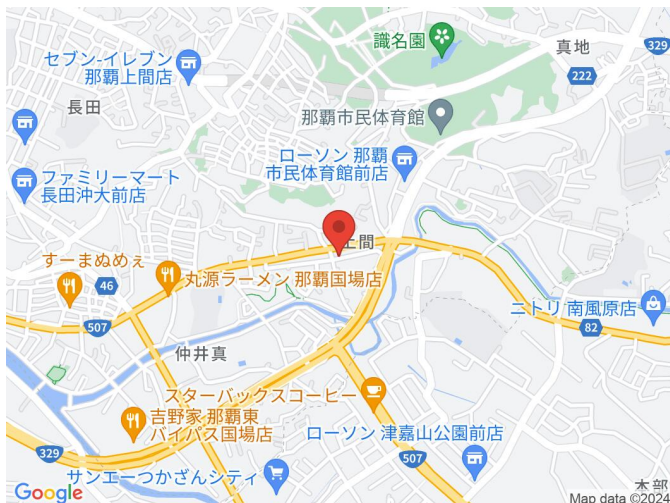 識名園
真地
329
セブン-イレブン
那覇上間店
222
長田
那覇市民体育館
ローソン 那覇
市民体育館前店
ファミリーマート
長田沖大前店
上間
すーまぬめぇ
46
丸源ラーメン 那覇国場店
ニトリ 南風原店
507
82
仲井真
スターバックスコーヒー
吉野家 那覇東
バイパス国場店
ローソン 津嘉山公園前店
329
サンエーつかざんシティ
507
本部
Google
Map data ©2024